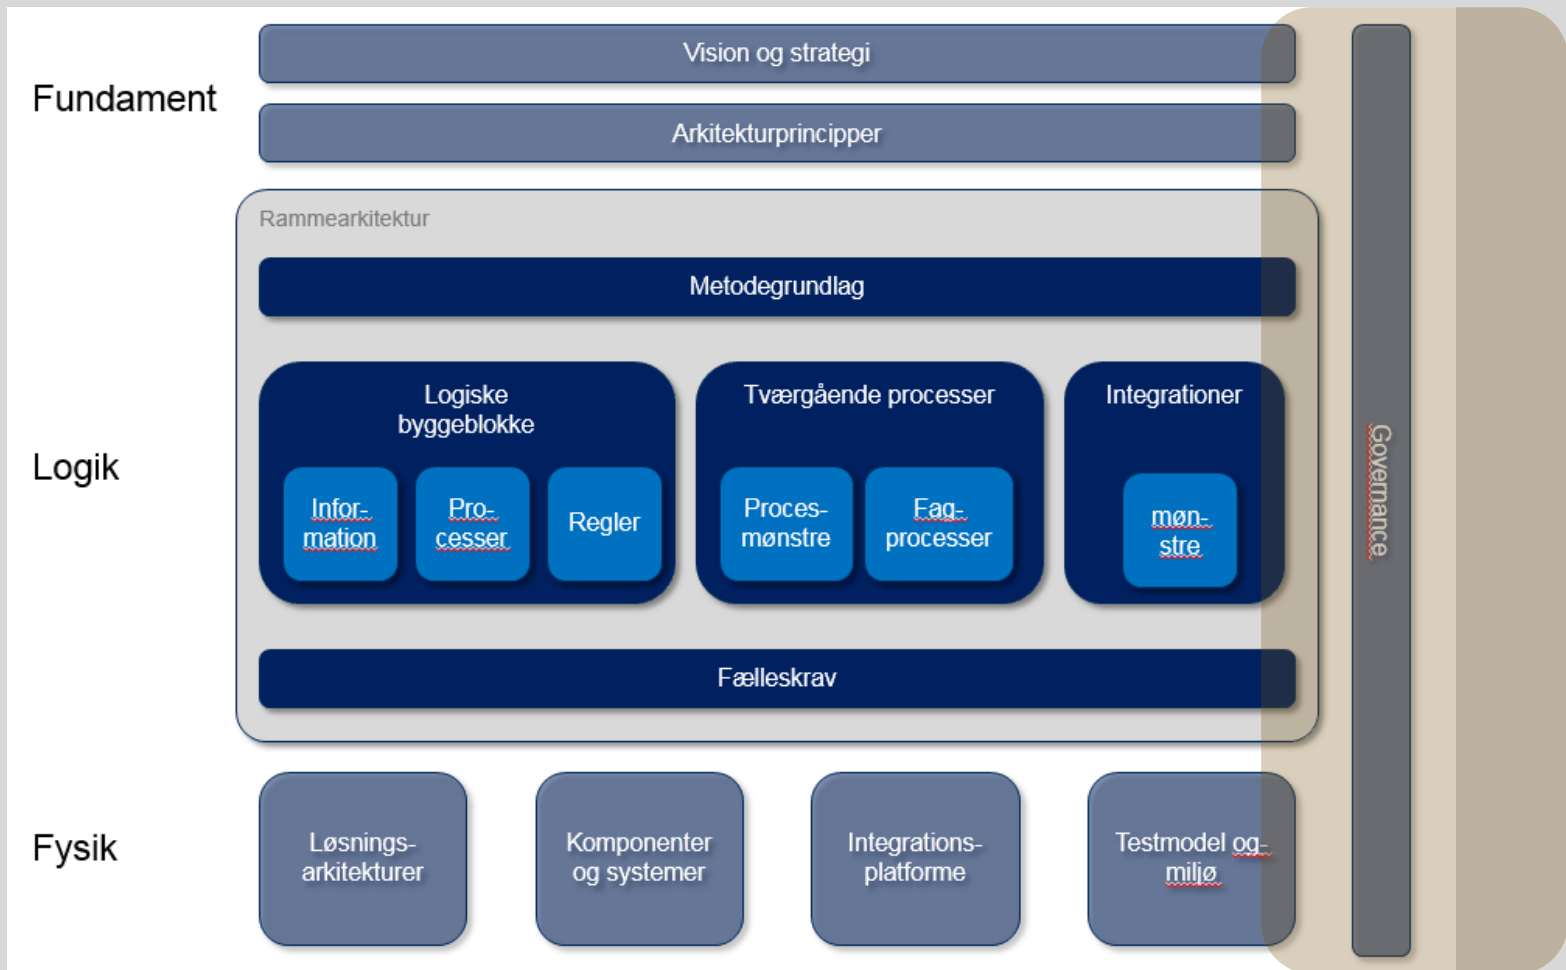 Fundament
Vision og strategi
Arkitekturprincipper
Rammearkitektur
Metodegrundlag
Logik
Logiske
byggeblokke
Infor-
mation
Pro-
cesser
Regler
Tværgående processer
Proces-
mønstre
Fag-
processer
Integrationer
møn-
stre
Fælleskrav
Fysik
Løsnings-
arkitekturer
Komponenter
og systemer
Integrations-
platforme
Testmodel og-
miljø
Governance